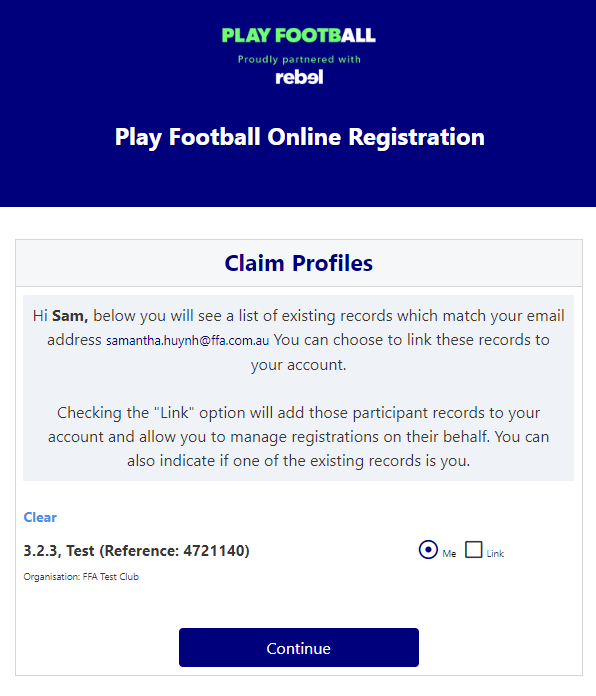 PLAY FOOTBALL
Proudly partnered with
rebel
Play Football Online Registration
Claim Profiles
Hi Sam, below you will see a list of existing records which match your email
address samantha.huynh@ffa.com.au You can choose to link these records to
your account.
Checking the "Link" option will add those participant records to your
account and allow you to manage registrations on their behalf. You can
also indicate if one of the existing records is you.
Clear
3.2.3, Test (Reference: 4721140) Me Link
Organisation: FFA Test Club
Continue